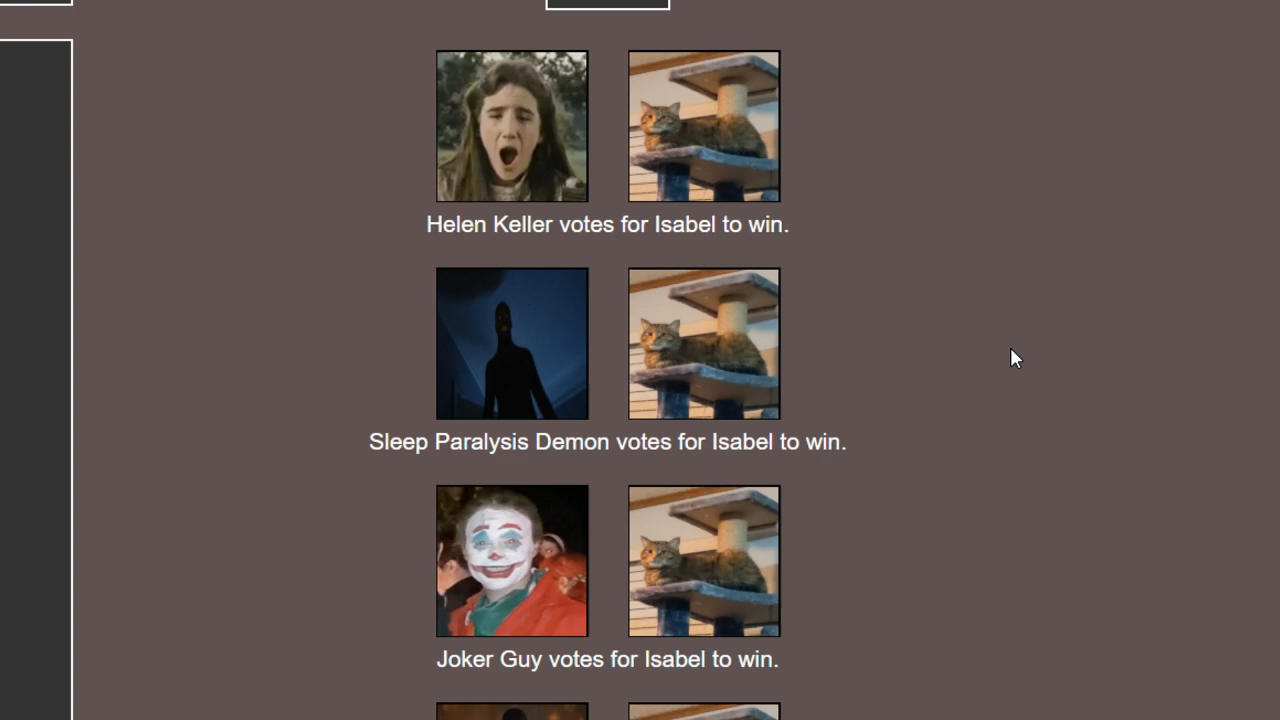 Helen Keller votes for Isabel to win.
Sleep Paralysis Demon votes for Isabel to win.
Joker Guy votes for Isabel to win.